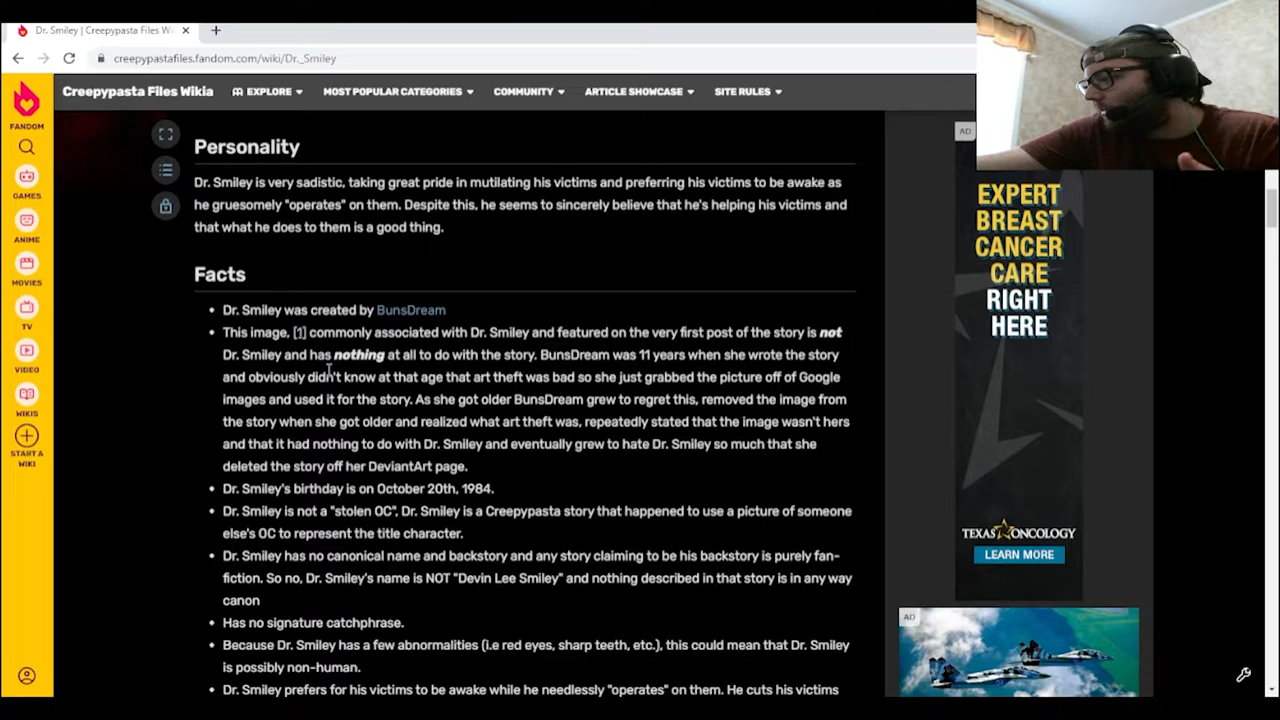 Dr. Smiley | Creepypasta Files Wi
creepypastafiles.fandom.com/wiki/Dr._Smiley
Creepypasta Files Wikia
EXPLORE
MOST POPULAR CATEGORIES
COMMUNITY
ARTICLE SHOWCASE
SITE RULES
FANDOM
GAMES
ANIME
MOVIES
TV
VIDEO
WIKIS
START A
WIKI
Personality
Dr. Smiley is very sadistic, taking great pride in mutilating his victims and preferring his victims to be awake as
he gruesomely "operates" on them. Despite this, he seems to sincerely believe that he's helping his victims and
that what he does to them is a good thing.
Facts
Dr. Smiley was created by BunsDream
This image, [1] commonly associated with Dr. Smiley and featured on the very first post of the story is not
Dr. Smiley and has nothing at all to do with the story. BunsDream was 11 years when she wrote the story
and obviously didn't know at that age that art theft was bad so she just grabbed the picture off of Google
images and used it for the story. As she got older BunsDream grew to regret this, removed the image from
the story when she got older and realized what art theft was, repeatedly stated that the image wasn't hers
and that it had nothing to do with Dr. Smiley and eventually grew to hate Dr. Smiley so much that she
deleted the story off her DeviantArt page.
Dr. Smiley's birthday is on October 20th, 1984.
Dr. Smiley is not a "stolen OC", Dr. Smiley is a Creepypasta story that happened to use a picture of someone
else's OC to represent the title character.
Dr. Smiley has no canonical name and backstory and any story claiming to be his backstory is purely fan-
fiction. So no, Dr. Smiley's name is NOT "Devin Lee Smiley" and nothing described in that story is in any way
canon
Has no signature catchphrase.
Because Dr. Smiley has a few abnormalities (i.e red eyes, sharp teeth, etc.), this could mean that Dr. Smiley
is possibly non-human.
Dr. Smiley prefers for his victims to be awake while he needlessly "operates" on them. He cuts his victims
AD
EXPERT
BREAST
CANCER
CARE
RIGHT
HERE
TEXAS ONCOLOGY
LEARN MORE
AD